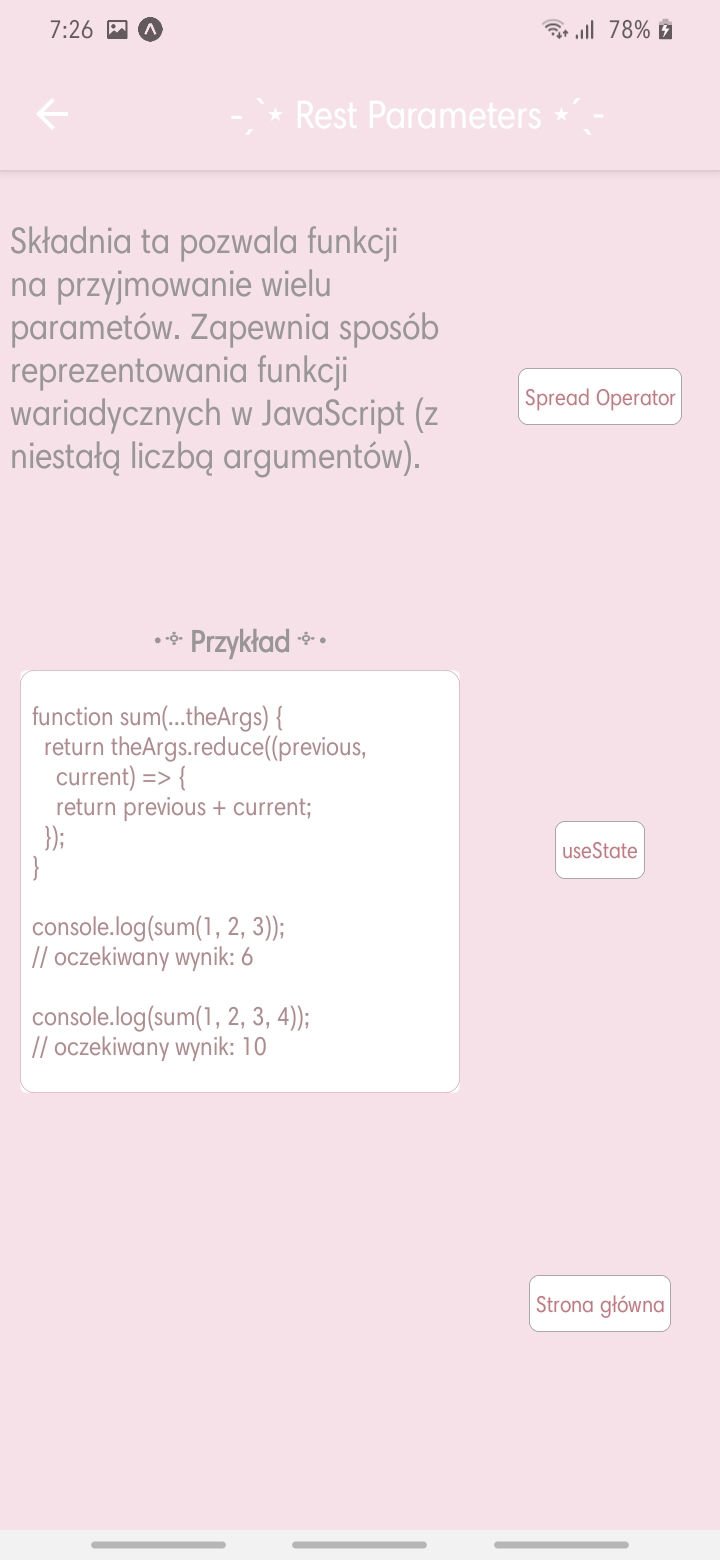 7:26 78%
-ˏˋ⋆ Rest Parameters ⋆ˊˎ-
Składnia ta pozwala funkcji
na przyjmowanie wielu
parametów. Zapewnia sposób
reprezentowania funkcji
wariadycznych w JavaScript (z
niestałą liczbą argumentów).
Spread Operator
•༓ Przykład ༓•
function sum(...theArgs) {
  return theArgs.reduce((previous,
    current) => {
    return previous + current;
  });
}
console.log(sum(1, 2, 3));
// oczekiwany wynik: 6
console.log(sum(1, 2, 3, 4));
// oczekiwany wynik: 10
useState
Strona główna